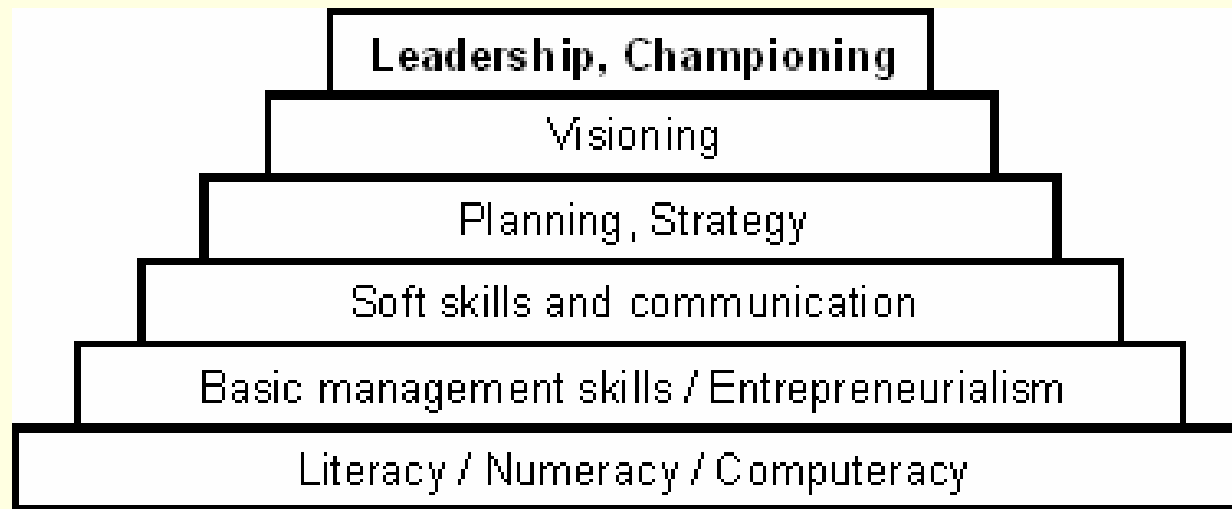 Leadership, Championing
Visioning
Planning, Strategy
Soft skills and communication
Basic management skills / Entrepreneurialism
Literacy / Numeracy / Computeracy